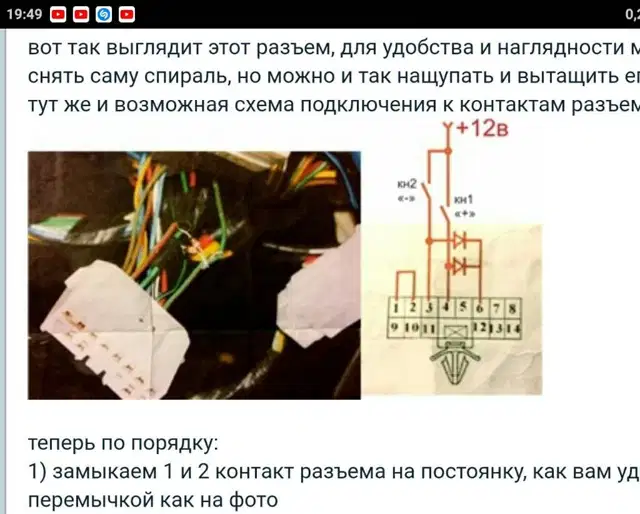 19:49
0,2
вот так выглядит этот разъем, для удобства и наглядности м
снять саму спираль, но можно и так нащупать и вытащить ег
тут же и возможная схема подключения к контактам разъем
+12в
кн2
«-»
кн1
«+»
1 2 3 4 5 6 7 8
9 10 11 12 13 14
теперь по порядку:
1) замыкаем 1 и 2 контакт разъема на постоянку, как вам уд
перемычкой как на фото